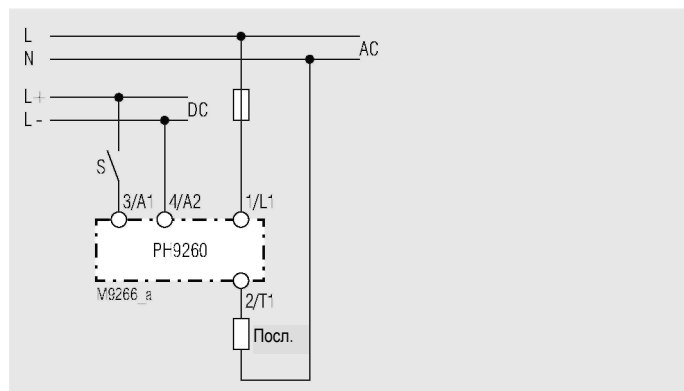 L
N
AC
L+
L-
DC
S
3/A1
4/A2
1/L1
PH9260
M9266_a
2/T1
Посл.